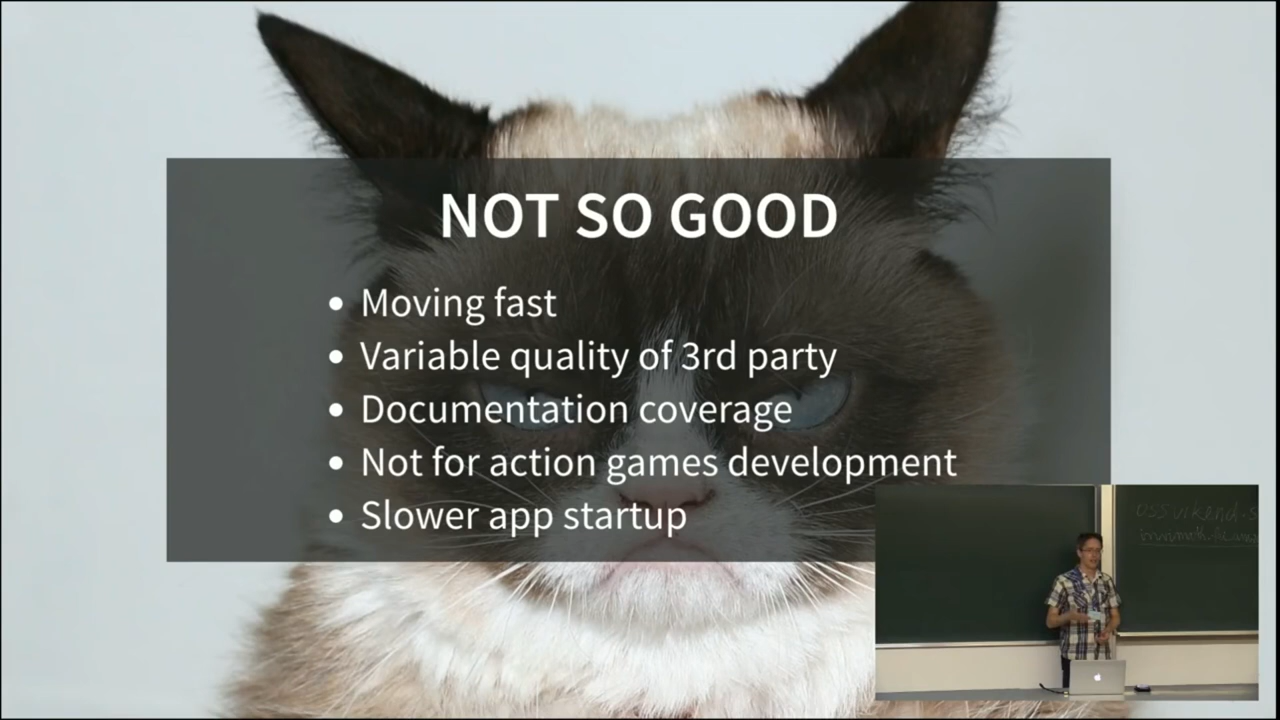 NOT SO GOOD
• Moving fast
• Variable quality of 3rd party
• Documentation coverage
• Not for action games development
• Slower app startup